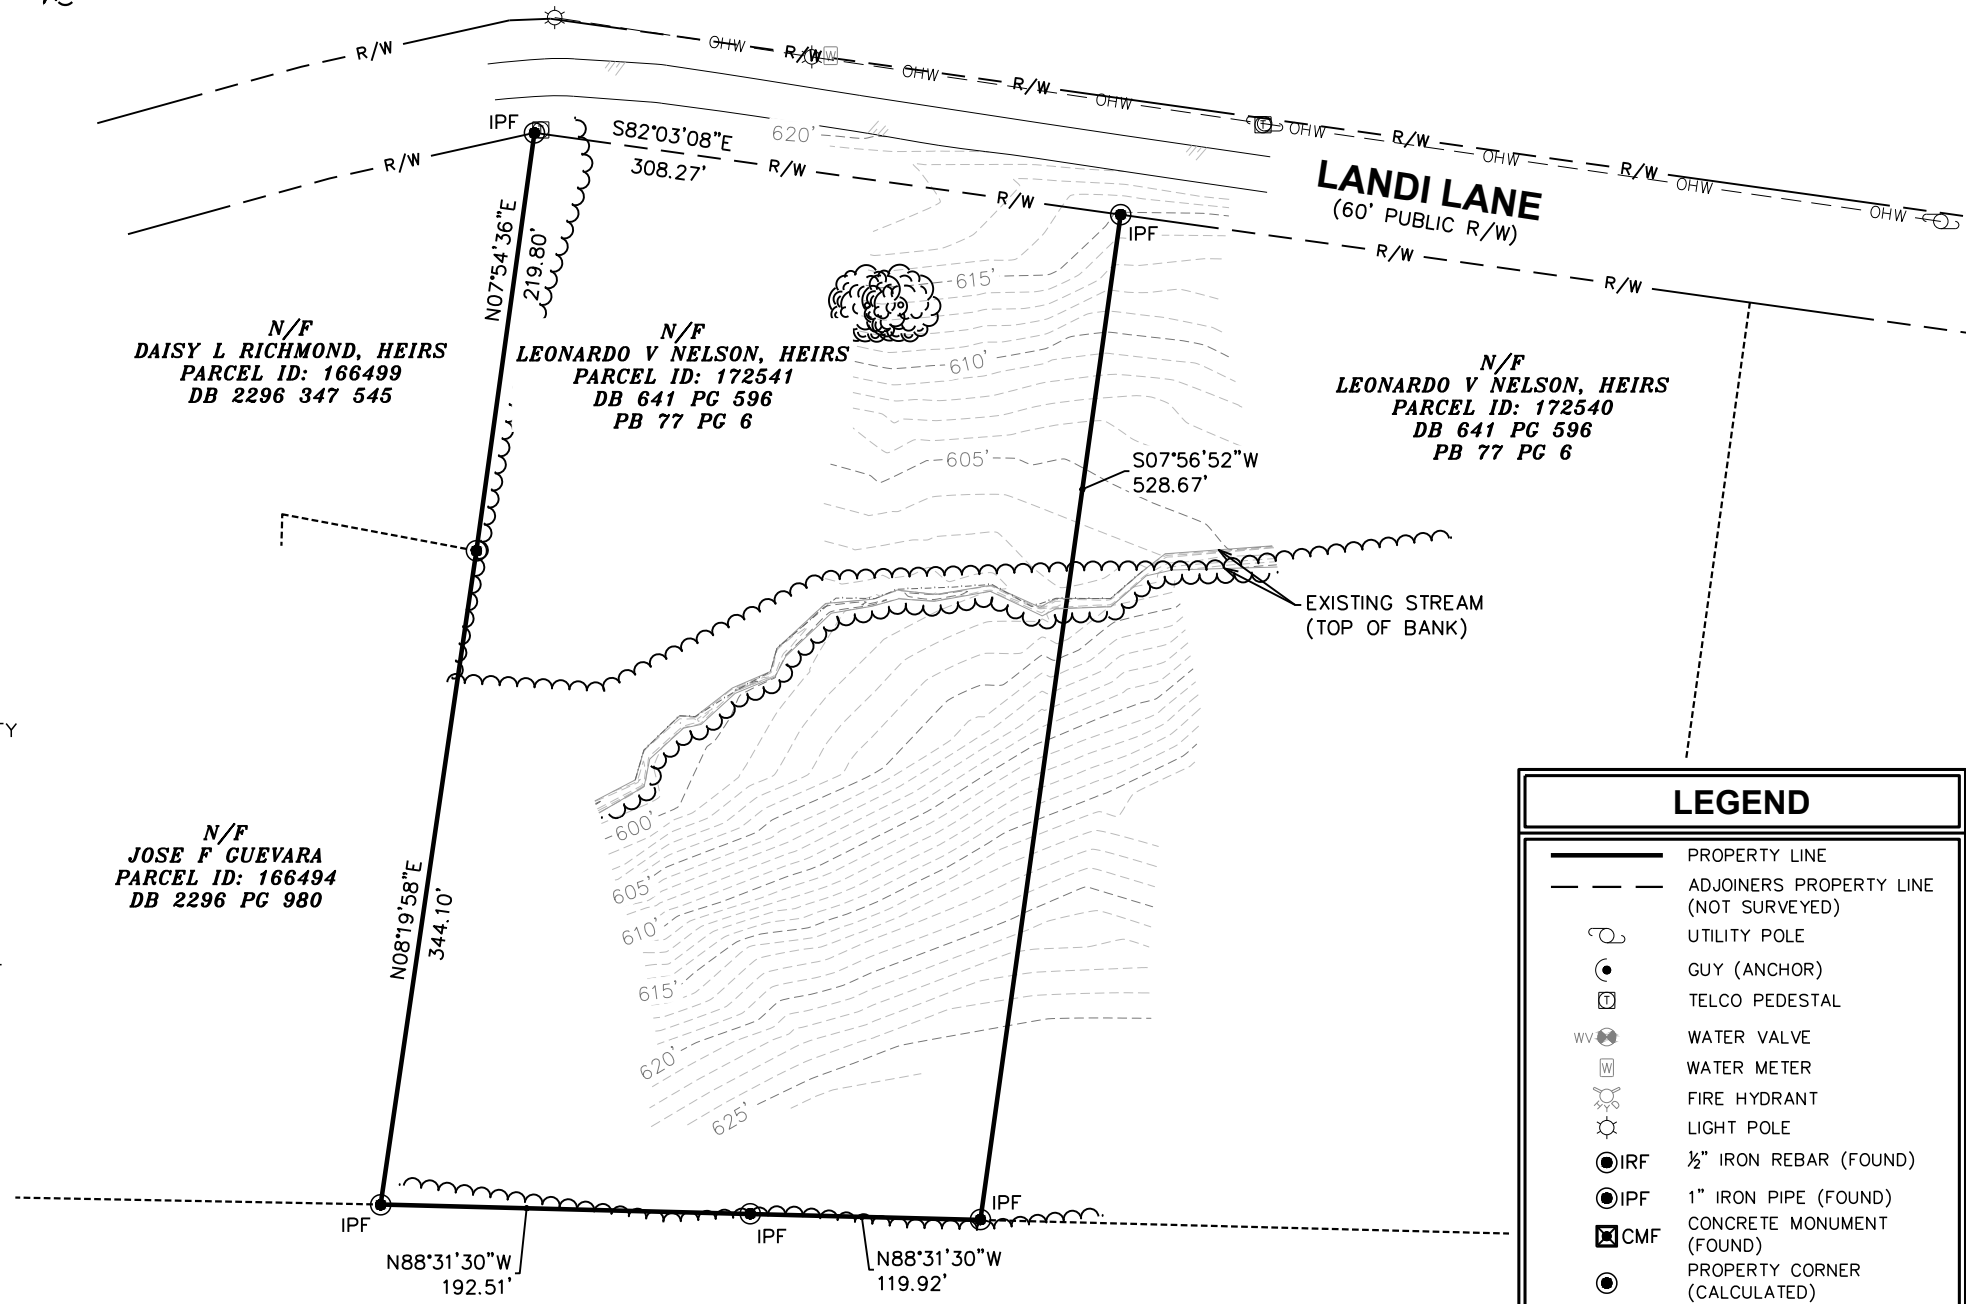 R/W
OHW
R/W
W
OHW
R/W
OHW
T
OHW
R/W
OHW
R/W
OHW
OHW
IPF
R/W
S82°03'08"E
308.27'
620'
R/W
R/W
IPF
LANDI LANE
(60' PUBLIC R/W)
R/W
R/W
N07°54'36"E
219.80'
615'
610'
605'
N/F
DAISY L RICHMOND, HEIRS
PARCEL ID: 166499
DB 2296 347 545
N/F
LEONARDO V NELSON, HEIRS
PARCEL ID: 172541
DB 641 PG 596
PB 77 PG 6
N/F
LEONARDO V NELSON, HEIRS
PARCEL ID: 172540
DB 641 PG 596
PB 77 PG 6
S07°56'52"W
528.67'
EXISTING STREAM
(TOP OF BANK)
N/F
JOSE F GUEVARA
PARCEL ID: 166494
DB 2296 PG 980
N08°19'58"E
344.10'
600'
605'
610'
615'
620'
625'
IPF
IPF
IPF
N88°31'30"W
192.51'
N88°31'30"W
119.92'
LEGEND
PROPERTY LINE
ADJOINERS PROPERTY LINE
(NOT SURVEYED)
UTILITY POLE
GUY (ANCHOR)
T TELCO PEDESTAL
WV WATER VALVE
W WATER METER
FIRE HYDRANT
LIGHT POLE
IRF ½" IRON REBAR (FOUND)
IPF 1" IRON PIPE (FOUND)
CMF CONCRETE MONUMENT
(FOUND)
PROPERTY CORNER
(CALCULATED)